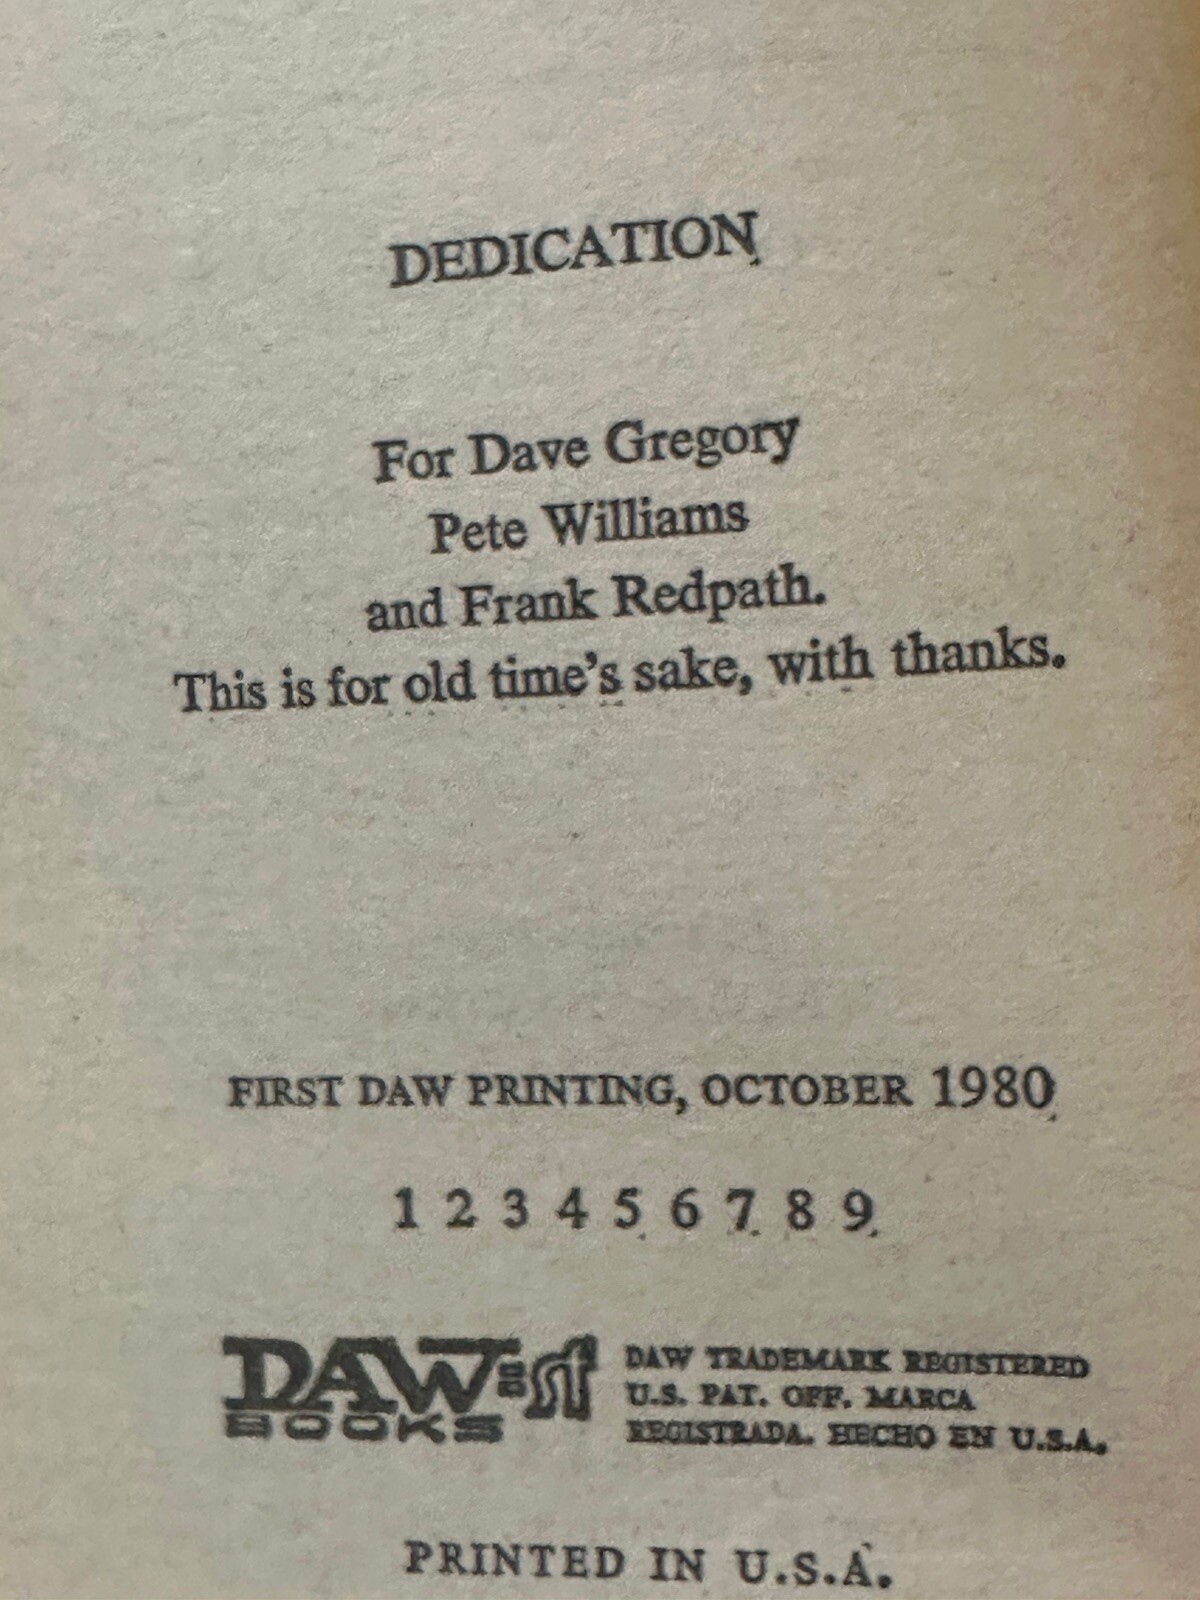 DEDICATION
For Dave Gregory
Pete Williams
and Frank Redpath.
This is for old time's sake, with thanks.
FIRST DAW PRINTING, OCTOBER 1980
1 2 3 4 5 6 7 8 9
DAW
BOOKS
DAW TRADEMARK REGISTERED
U.S. PAT. OFF. MARCA
REGISTRADA. HECHO EN U.S.A.
PRINTED IN U.S.A.